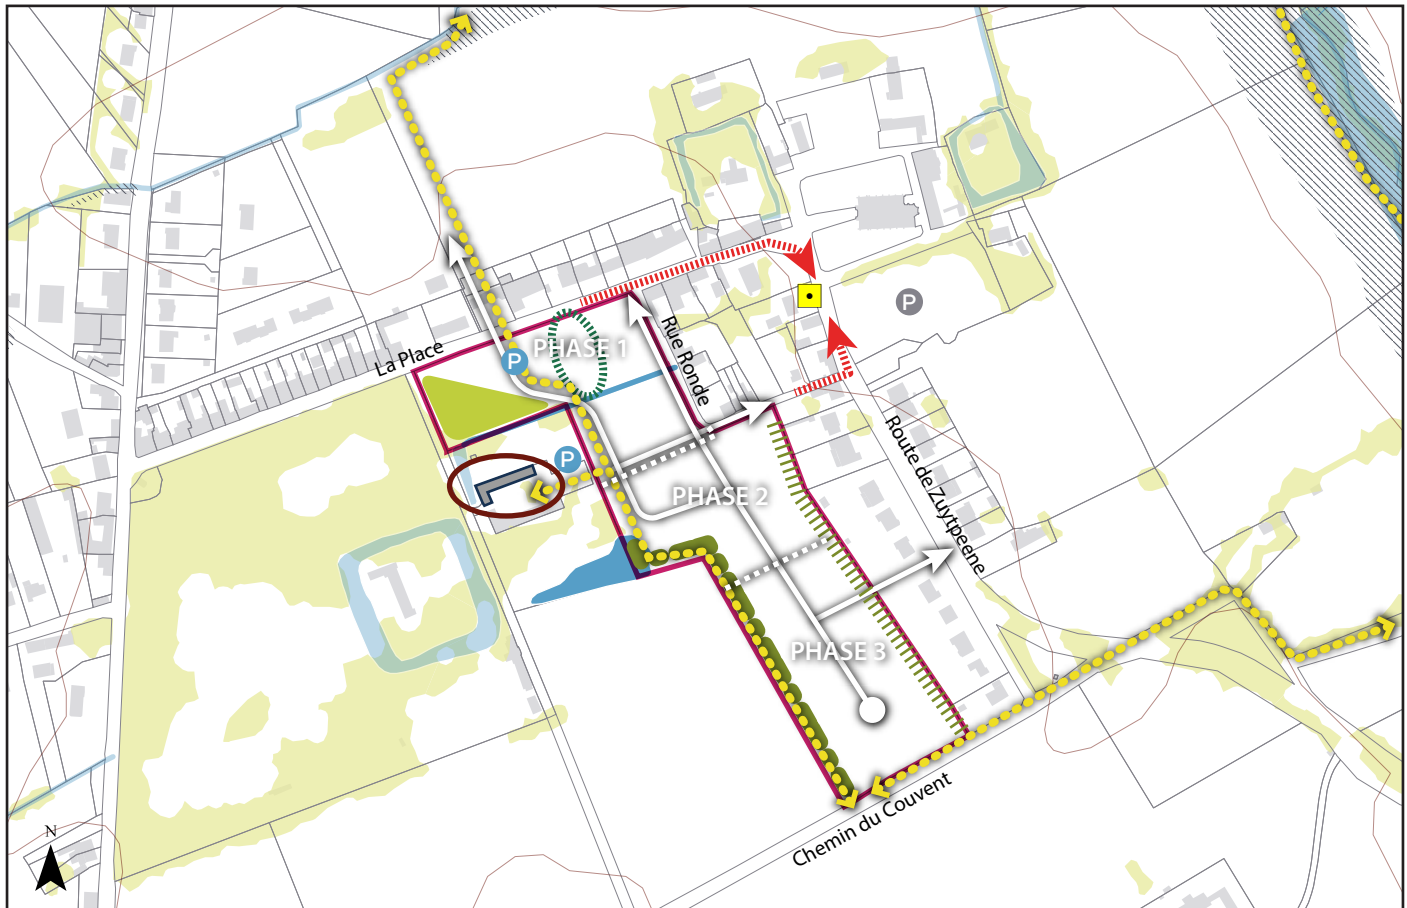 P
La Place
P
PHASE 1
Rue Ronde
P
PHASE 2
Route de Zuytpeene
PHASE 3
Chemin du Couvent
N